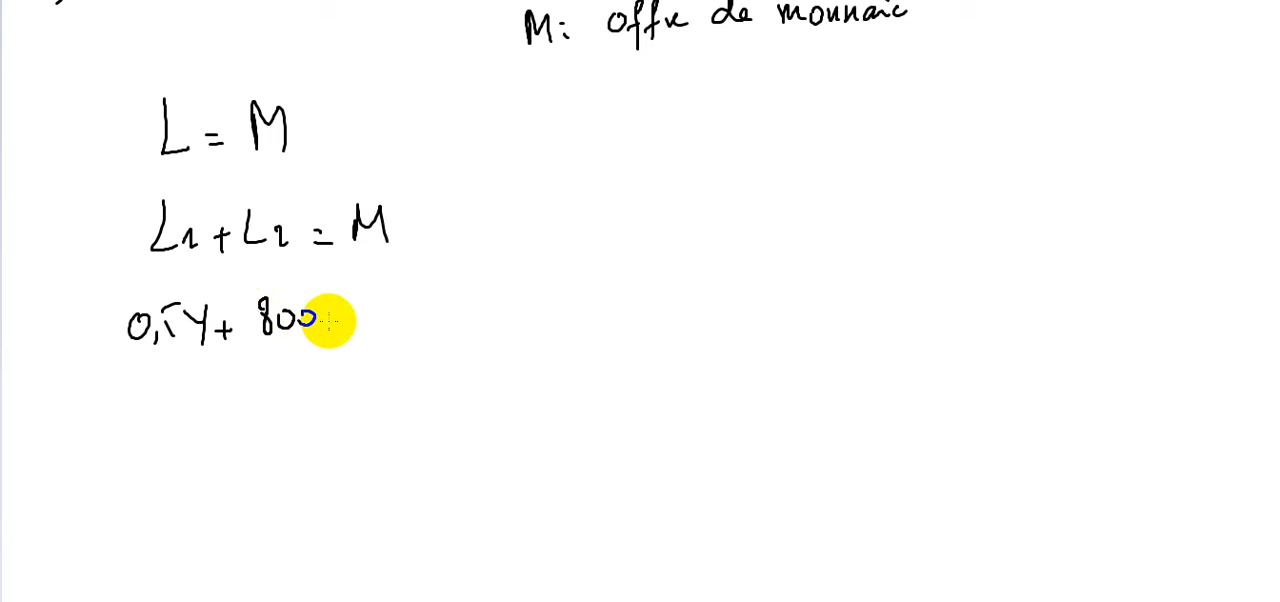 M: offre de monnaie
L = M
L1 + L2 = M
0,5Y + 800